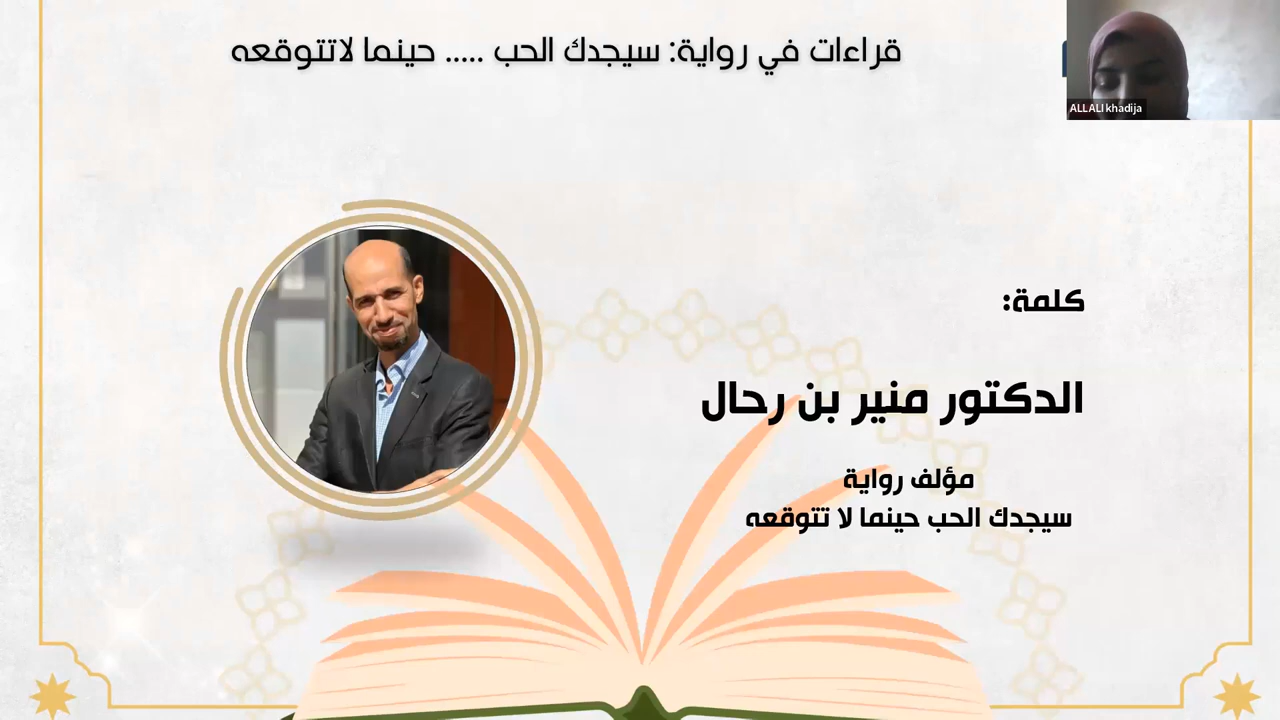 قراءات في رواية: سيجدك الحب ..... حينما لاتتوقعه
ALLALI khadija
كلمة:
الدكتور منير بن رحال
مؤلف رواية
سيجدك الحب حينما لا تتوقعه